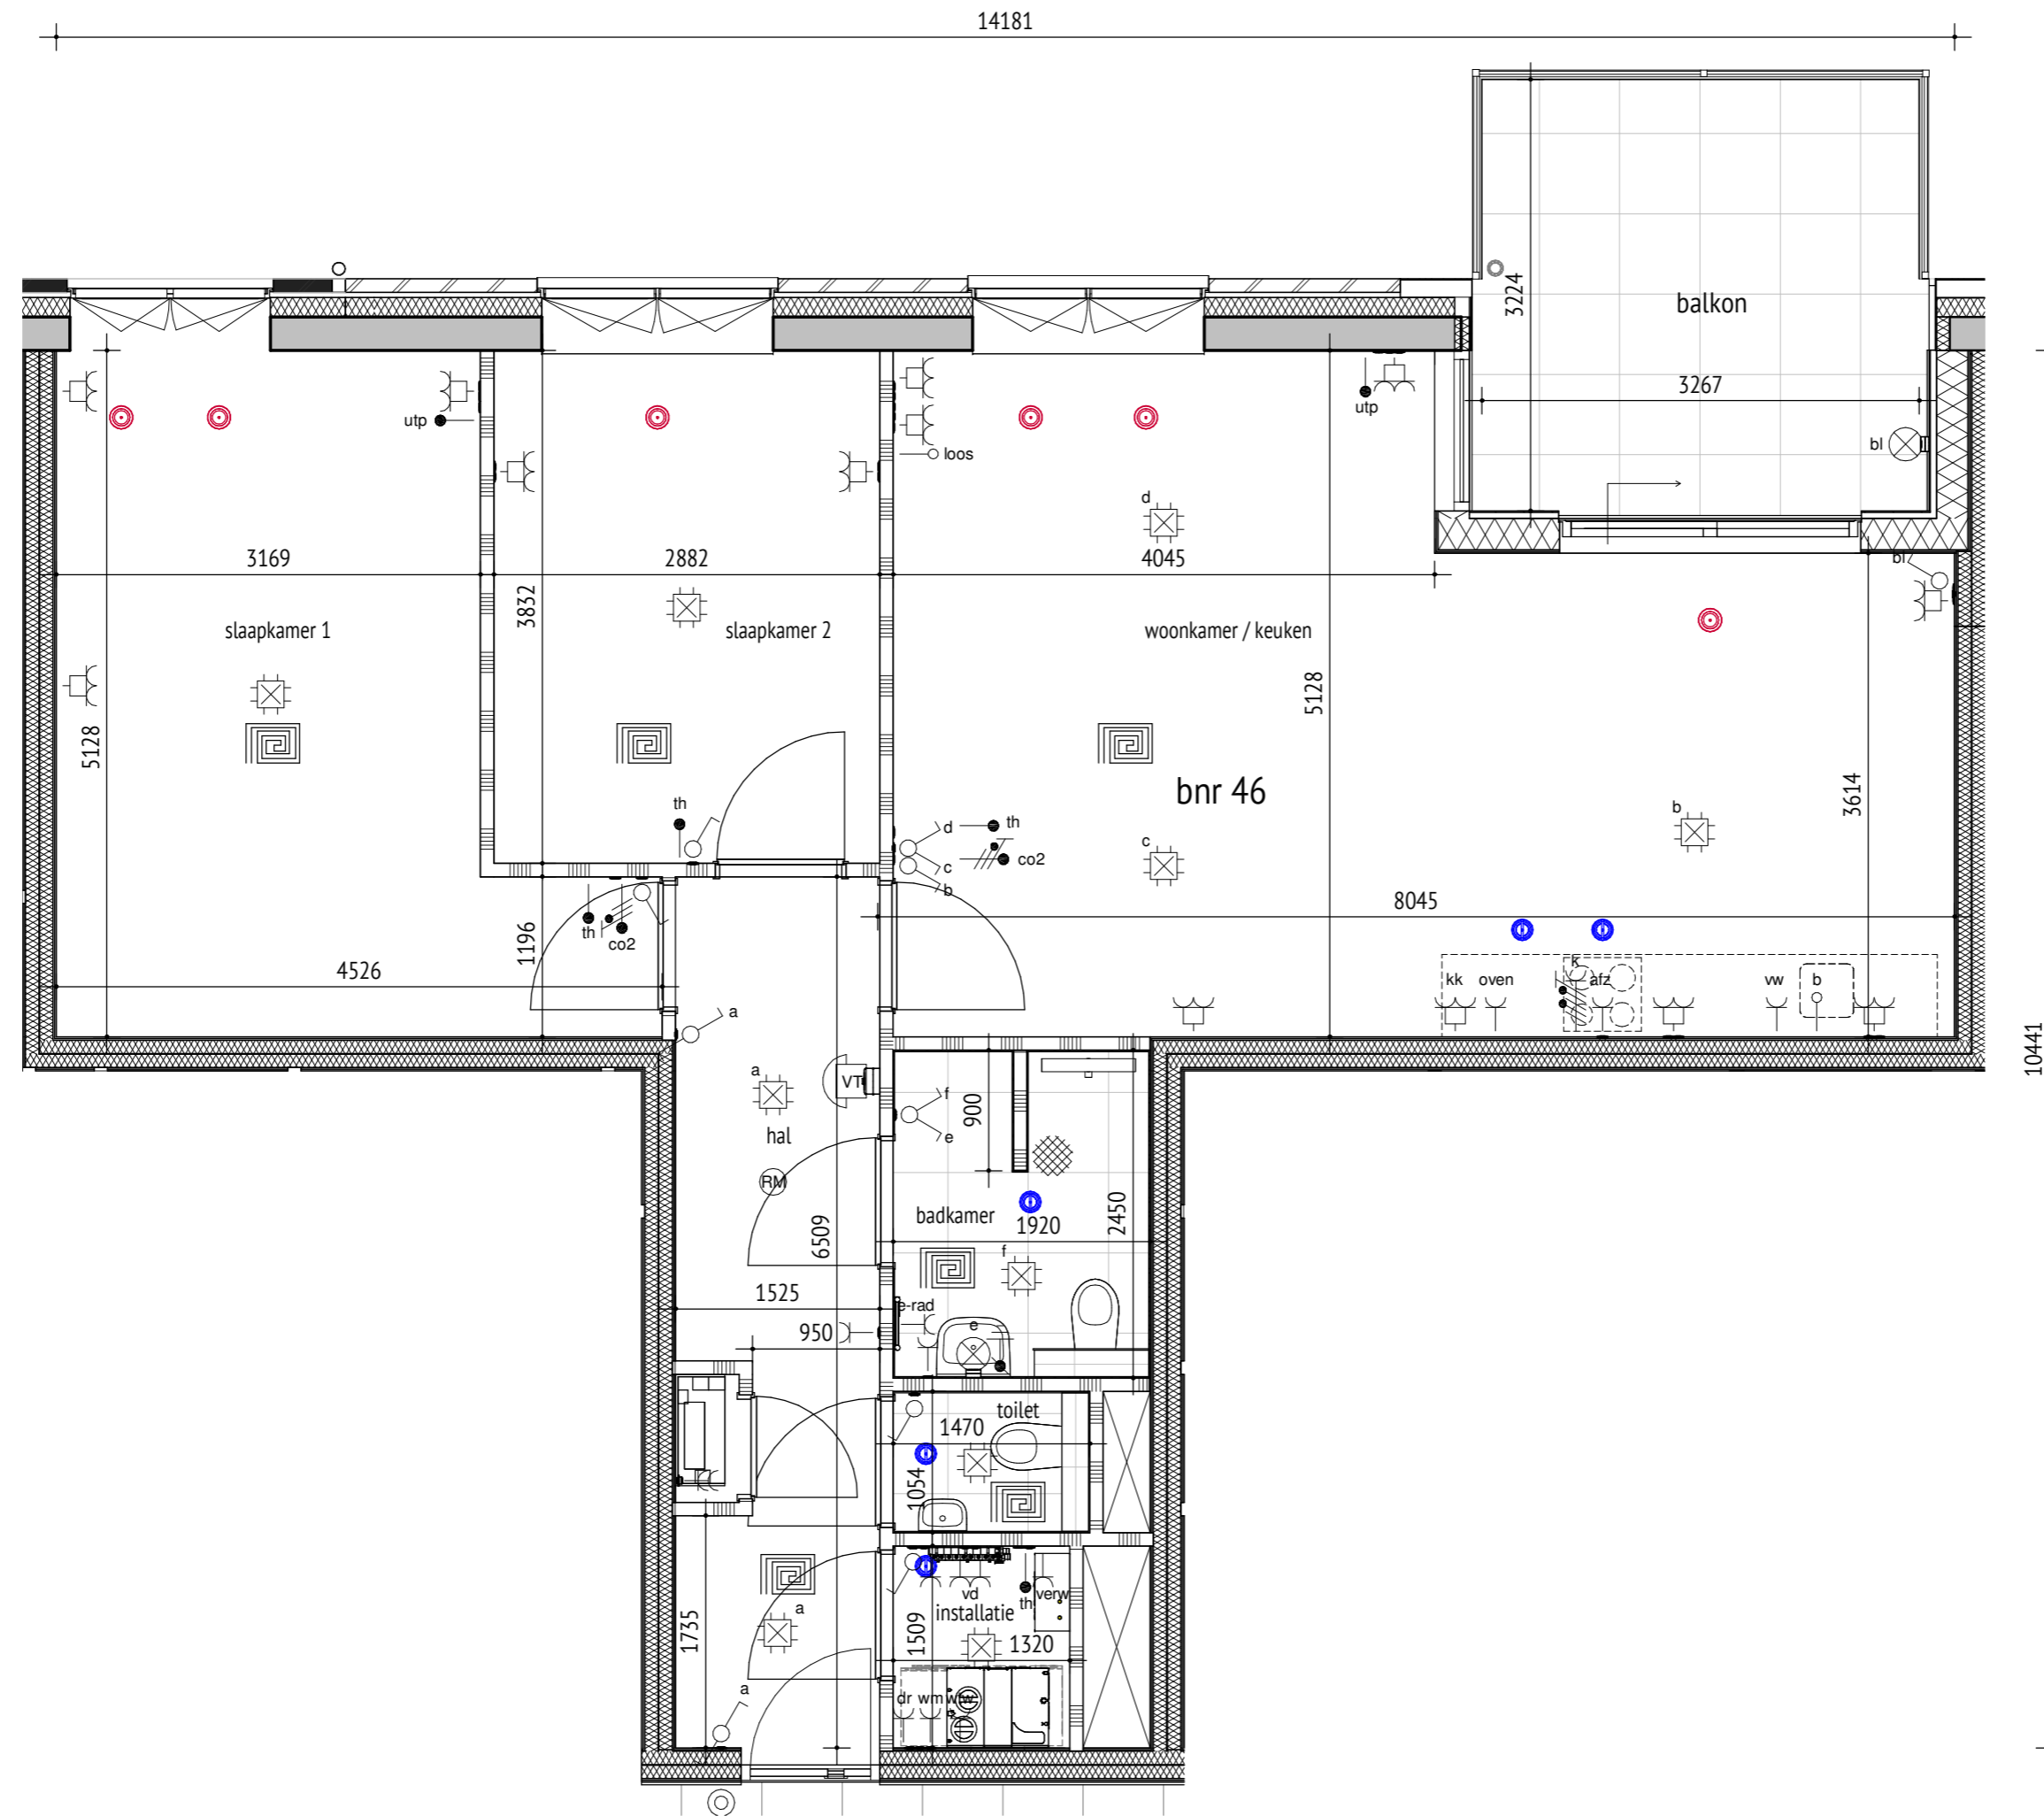 14181
3224
balkon
3267
bl
utp
utp
loos
d
3169
2882
4045
bl
3832
slaapkamer 1
slaapkamer 2
woonkamer / keuken
5128
5128
bnr 46
3614
th
d
th
c
co2
b
c
b
8045
th
co2
1196
4526
kk
oven
k
afz
vw
b
a
10441
a
VT
hal
f
e
900
RM
badkamer
1920
2450
6509
f
1525
e-rad
950
e
toilet
1470
1054
vd
th
verw
installatie
a
1735
1509
1320
a
dr
wm
wtw